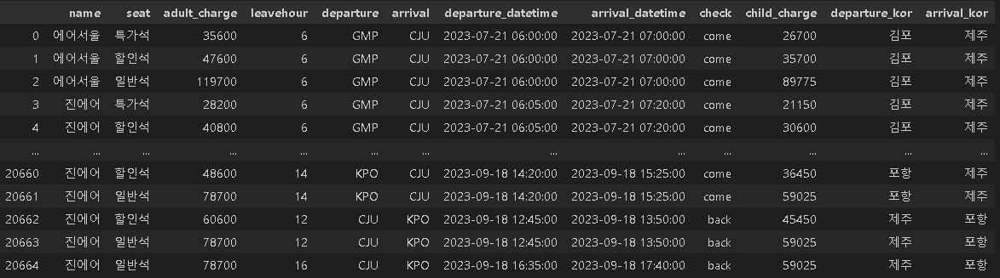 name seat adult_charge leavehour departure arrival departure_datetime arrival_datetime check child_charge departure_kor arrival_kor
0 에어서울 특가석 35600 6 GMP CJU 2023-07-21 06:00:00 2023-07-21 07:00:00 come 26700 김포 제주
1 에어서울 할인석 47600 6 GMP CJU 2023-07-21 06:00:00 2023-07-21 07:00:00 come 35700 김포 제주
2 에어서울 일반석 119700 6 GMP CJU 2023-07-21 06:00:00 2023-07-21 07:00:00 come 89775 김포 제주
3 진에어 특가석 28200 6 GMP CJU 2023-07-21 06:05:00 2023-07-21 07:20:00 come 21150 김포 제주
4 진에어 할인석 40800 6 GMP CJU 2023-07-21 06:05:00 2023-07-21 07:20:00 come 30600 김포 제주
... ... ... ... ... ... ... ... ... ... ... ... ...
20660 진에어 할인석 48600 14 KPO CJU 2023-09-18 14:20:00 2023-09-18 15:25:00 come 36450 포항 제주
20661 진에어 일반석 78700 14 KPO CJU 2023-09-18 14:20:00 2023-09-18 15:25:00 come 59025 포항 제주
20662 진에어 할인석 60600 12 CJU KPO 2023-09-18 12:45:00 2023-09-18 13:50:00 back 45450 제주 포항
20663 진에어 일반석 78700 12 CJU KPO 2023-09-18 12:45:00 2023-09-18 13:50:00 back 59025 제주 포항
20664 진에어 일반석 78700 16 CJU KPO 2023-09-18 16:35:00 2023-09-18 17:40:00 back 59025 제주 포항